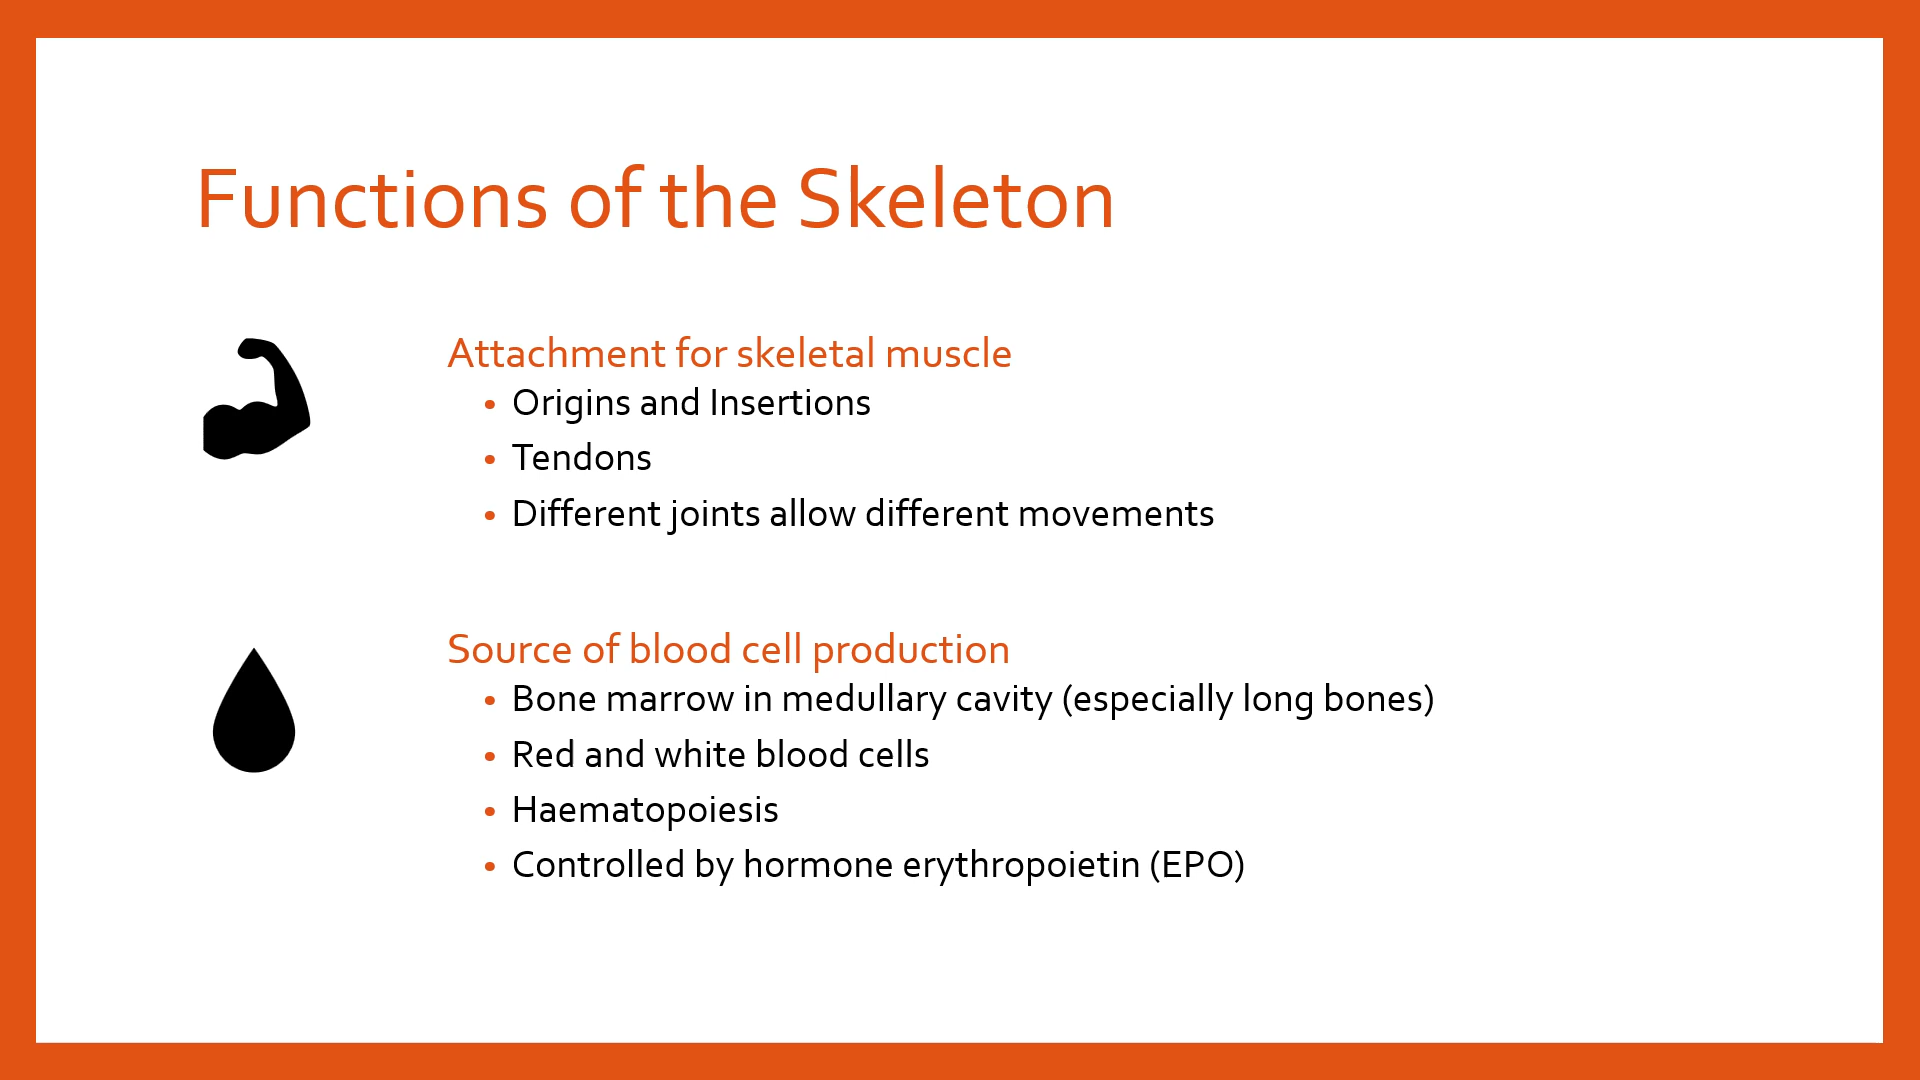 Functions of the Skeleton
Attachment for skeletal muscle
• Origins and Insertions
• Tendons
• Different joints allow different movements
Source of blood cell production
• Bone marrow in medullary cavity (especially long bones)
• Red and white blood cells
• Haematopoiesis
• Controlled by hormone erythropoietin (EPO)